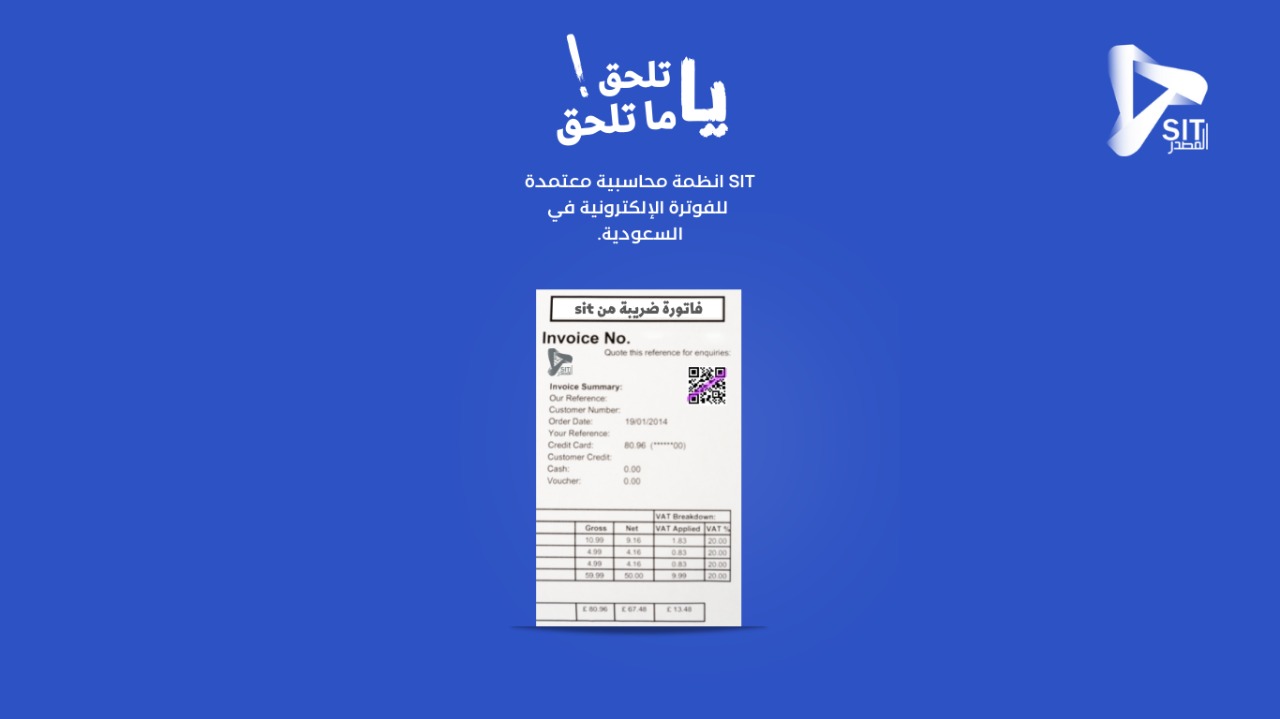 يا تلحق !
ما تلحق
SIT انظمة محاسبية معتمدة
للفوترة الإلكترونية في
السعودية.
SIT
المصدر
فاتورة ضريبة من sit
Invoice No.
Quote this reference for enquiries:
SIT
المصدر
Invoice Summary:
Our Reference:
Customer Number:
Order Date: 19/01/2014
Your Reference:
Credit Card: 80.96 (******00)
Customer Credit:
Cash: 0.00
Voucher: 0.00
VAT Breakdown:
Gross Net VAT Applied VAT %
10.99 9.16 1.83 20.00
4.99 4.16 0.83 20.00
4.99 4.16 0.83 20.00
59.99 50.00 9.99 20.00
£ 80.96 £ 67.48 £ 13.48